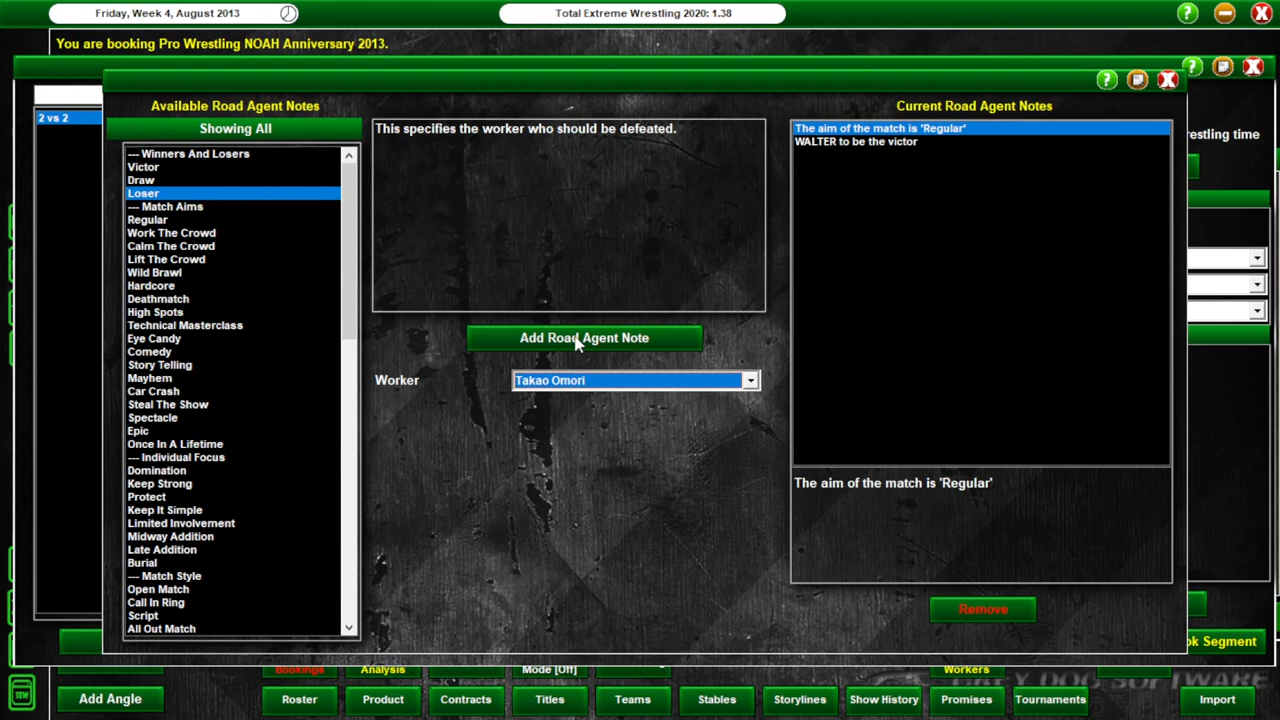 Friday, Week 4, August 2013
Total Extreme Wrestling 2020: 1.38
You are booking Pro Wrestling NOAH Anniversary 2013.
Available Road Agent Notes
Showing All
--- Winners And Losers
Victor
Draw
Loser
--- Match Aims
Regular
Work The Crowd
Calm The Crowd
Lift The Crowd
Wild Brawl
Hardcore
Deathmatch
High Spots
Technical Masterclass
Eye Candy
Comedy
Story Telling
Mayhem
Car Crash
Steal The Show
Spectacle
Epic
Once In A Lifetime
--- Individual Focus
Domination
Keep Strong
Protect
Keep It Simple
Limited Involvement
Midway Addition
Late Addition
Burial
--- Match Style
Open Match
Call In Ring
Script
All Out Match
2 vs 2
This specifies the worker who should be defeated.
Add Road Agent Note
Worker
Takao Omori
Current Road Agent Notes
The aim of the match is 'Regular'
WALTER to be the victor
The aim of the match is 'Regular'
Remove
restling time
ok Segment
Bookings
Analysis
Mode [Off]
Workers
Add Angle
Roster
Product
Contracts
Titles
Teams
Stables
Storylines
Show History
Promises
Tournaments
Import
TEW